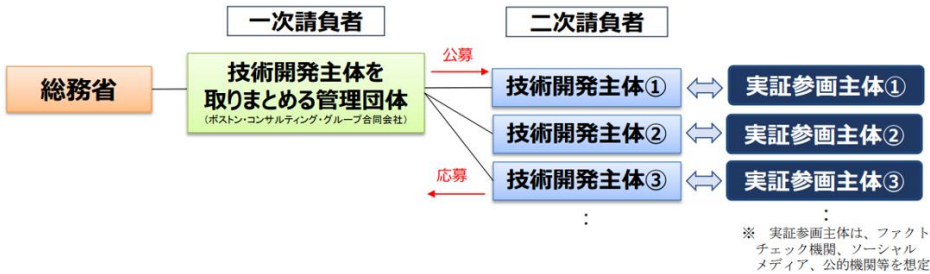 一次請負者
二次請負者
総務省
技術開発主体を
取りまとめる管理団体
(ボストン・コンサルティング・グループ合同会社)
公募
応募
技術開発主体①
実証参画主体①
技術開発主体②
実証参画主体②
技術開発主体③
実証参画主体③
：
：
※　実証参画主体は、ファクト
チェック機関、ソーシャル
メディア、公的機関等を想定